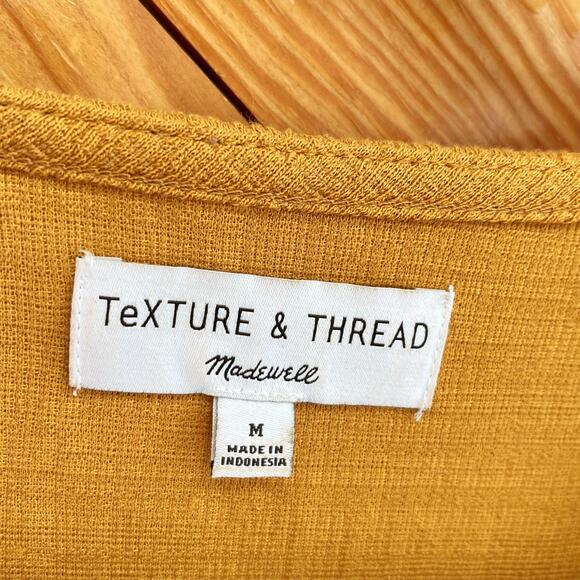 TeXTURE & THREAD
Madewell
M
MADE IN
INDONESIA